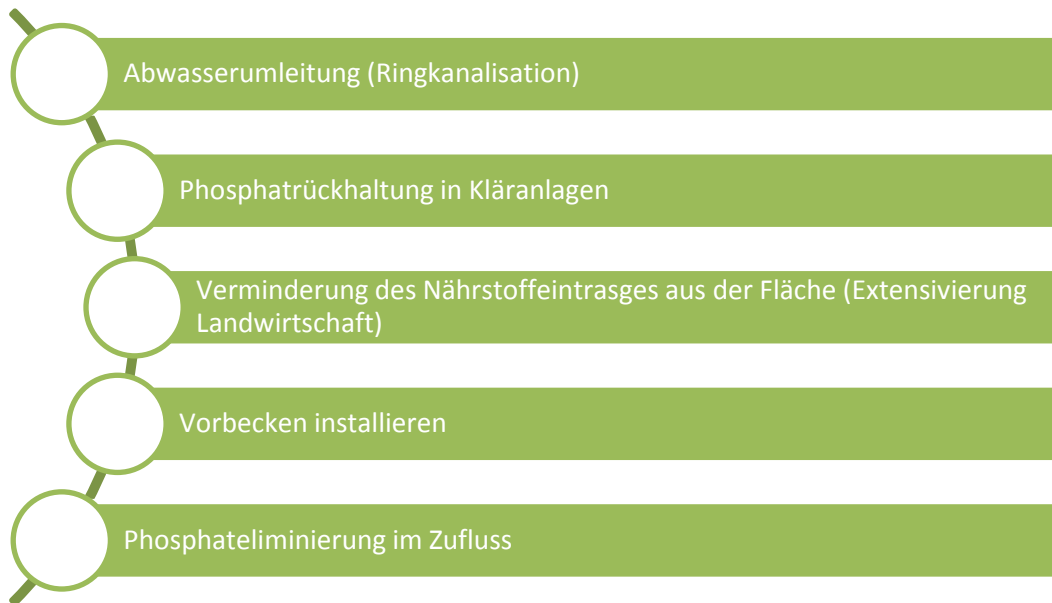 Abwasserumleitung (Ringkanalisation)
Phosphatrückhaltung in Kläranlagen
Verminderung des Nährstoffeintrasges aus der Fläche (Extensivierung
Landwirtschaft)
Vorbecken installieren
Phosphateliminierung im Zufluss